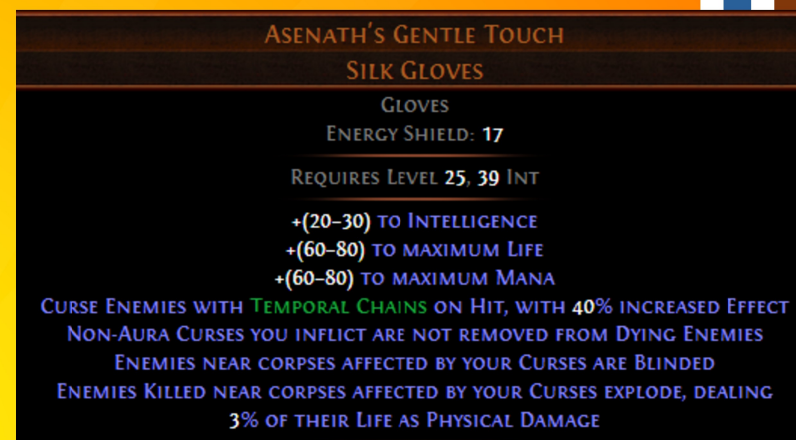 Asenath's Gentle Touch
Silk Gloves
Gloves
Energy Shield: 17
Requires Level 25, 39 Int
+(20–30) to Intelligence
+(60–80) to maximum Life
+(60–80) to maximum Mana
Curse Enemies with Temporal Chains on Hit, with 40% increased Effect
Non-Aura Curses you inflict are not removed from Dying Enemies
Enemies near corpses affected by your Curses are Blinded
Enemies Killed near corpses affected by your Curses explode, dealing
3% of their Life as Physical Damage